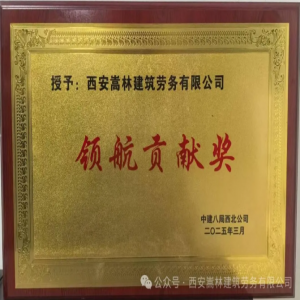 授予：西安嵩林建筑劳务有限公司
领航贡献奖
中建八局西北公司
二〇二五年三月
公众号·西安嵩林建筑劳务有限公司